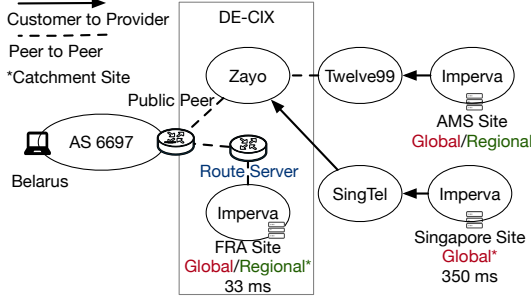 Customer to Provider
Peer to Peer
*Catchment Site
DE-CIX
Zayo
Twelve99
Imperva
AMS Site
Global/Regional
Public Peer
AS 6697
Belarus
Route Server
Imperva
FRA Site
Global/Regional*
33 ms
SingTel
Imperva
Singapore Site
Global*
350 ms